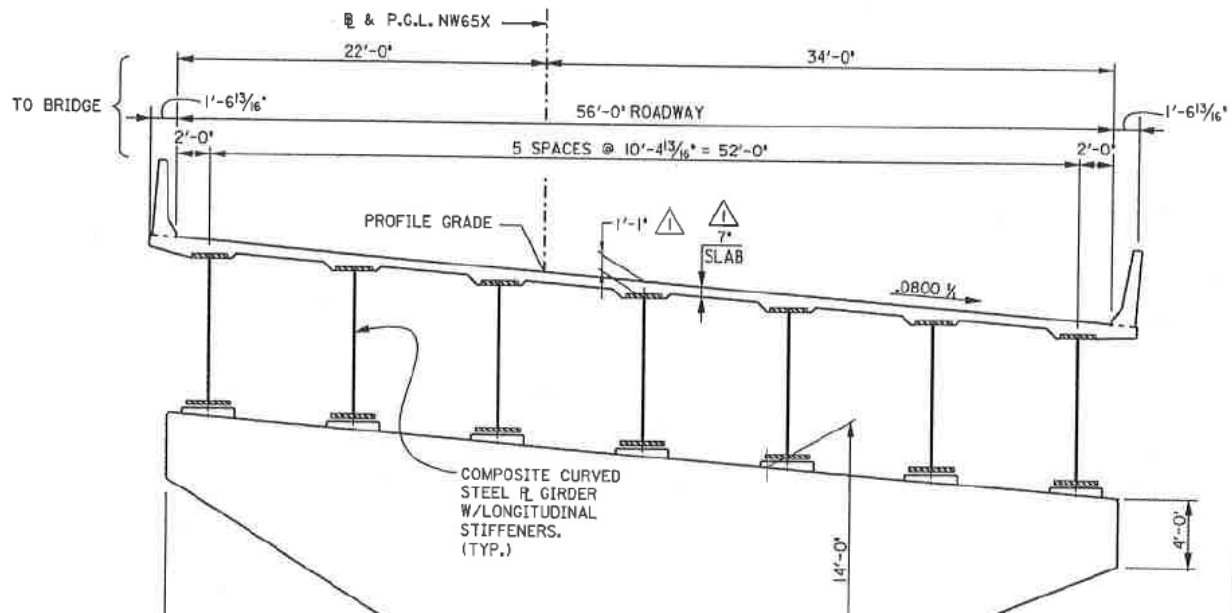 ℞ & P.G.L. NW65X
22'-0"
34'-0"
TO BRIDGE
1'-6 13/16"
56'-0" ROADWAY
1'-6 13/16"
2'-0"
5 SPACES @ 10'-4 13/16" = 52'-0"
2'-0"
PROFILE GRADE
1'-1" 1
1
7"
SLAB
.0800 1/1
COMPOSITE CURVED
STEEL ℞ GIRDER
W/LONGITUDINAL
STIFFENERS.
(TYP.)
14'-0"
4'-0"